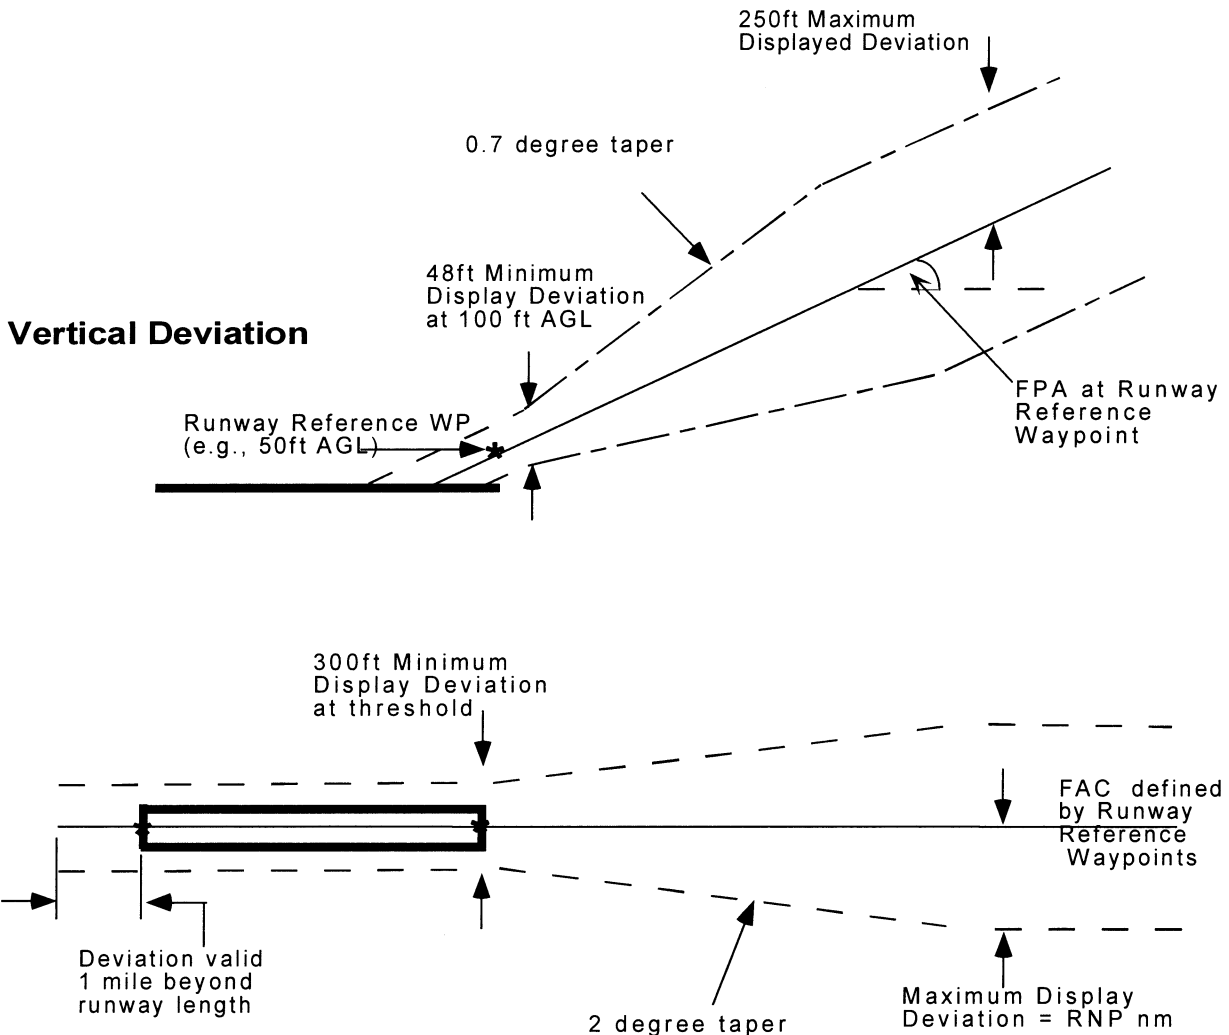 250ft Maximum
Displayed Deviation
0.7 degree taper
48ft Minimum
Display Deviation
at 100 ft AGL
Vertical Deviation
FPA at Runway
Reference
Waypoint
Runway Reference WP
(e.g., 50ft AGL)
300ft Minimum
Display Deviation
at threshold
FAC defined
by Runway
Reference
Waypoints
Deviation valid
1 mile beyond
runway length
2 degree taper
Maximum Display
Deviation = RNP nm